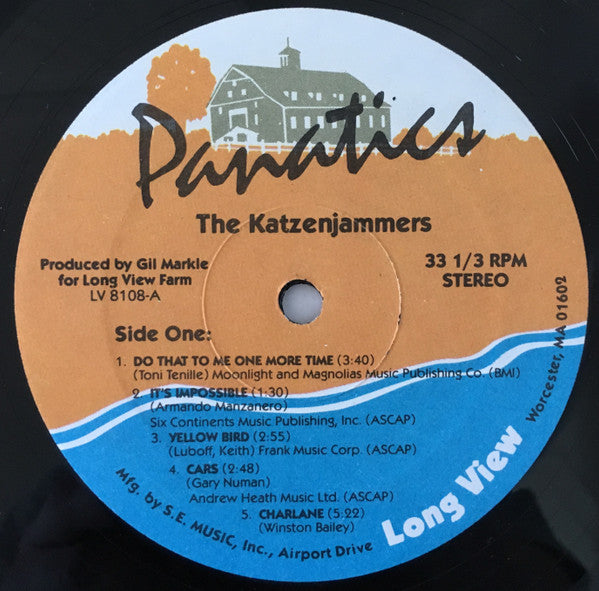 Panatics
The Katzenjammers
Produced by Gil Markle
for Long View Farm
LV 8108-A
33 1/3 RPM
STEREO
Side One:
1. DO THAT TO ME ONE MORE TIME (3:40)
(Toni Tenille) Moonlight and Magnolias Music Publishing Co. (BMI)
2. IT'S IMPOSSIBLE (1:30)
(Armando Manzanero)
Six Continents Music Publishing, Inc. (ASCAP)
3. YELLOW BIRD (2:55)
(Luboff, Keith) Frank Music Corp. (ASCAP)
4. CARS (2:48)
(Gary Numan)
Andrew Heath Music Ltd. (ASCAP)
5. CHARLANE (5:22)
(Winston Bailey)
Mfg. by S.E. MUSIC, Inc., Airport Drive
Long View
Worcester, MA 01602